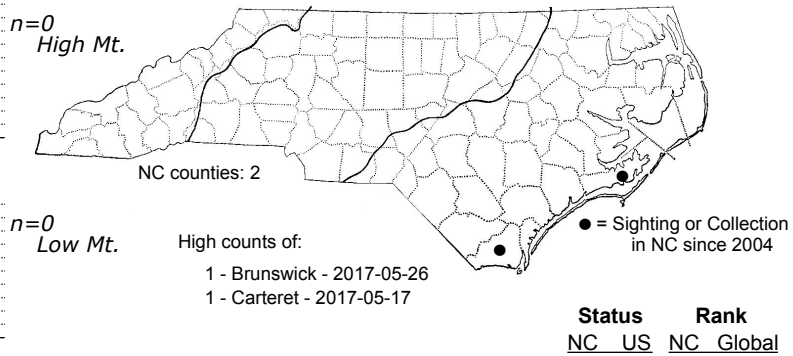 n=0
High Mt.
NC counties: 2
n=0
Low Mt.
High counts of:
1 - Brunswick - 2017-05-26
1 - Carteret - 2017-05-17
● = Sighting or Collection
in NC since 2004
Status Rank
NC US NC Global